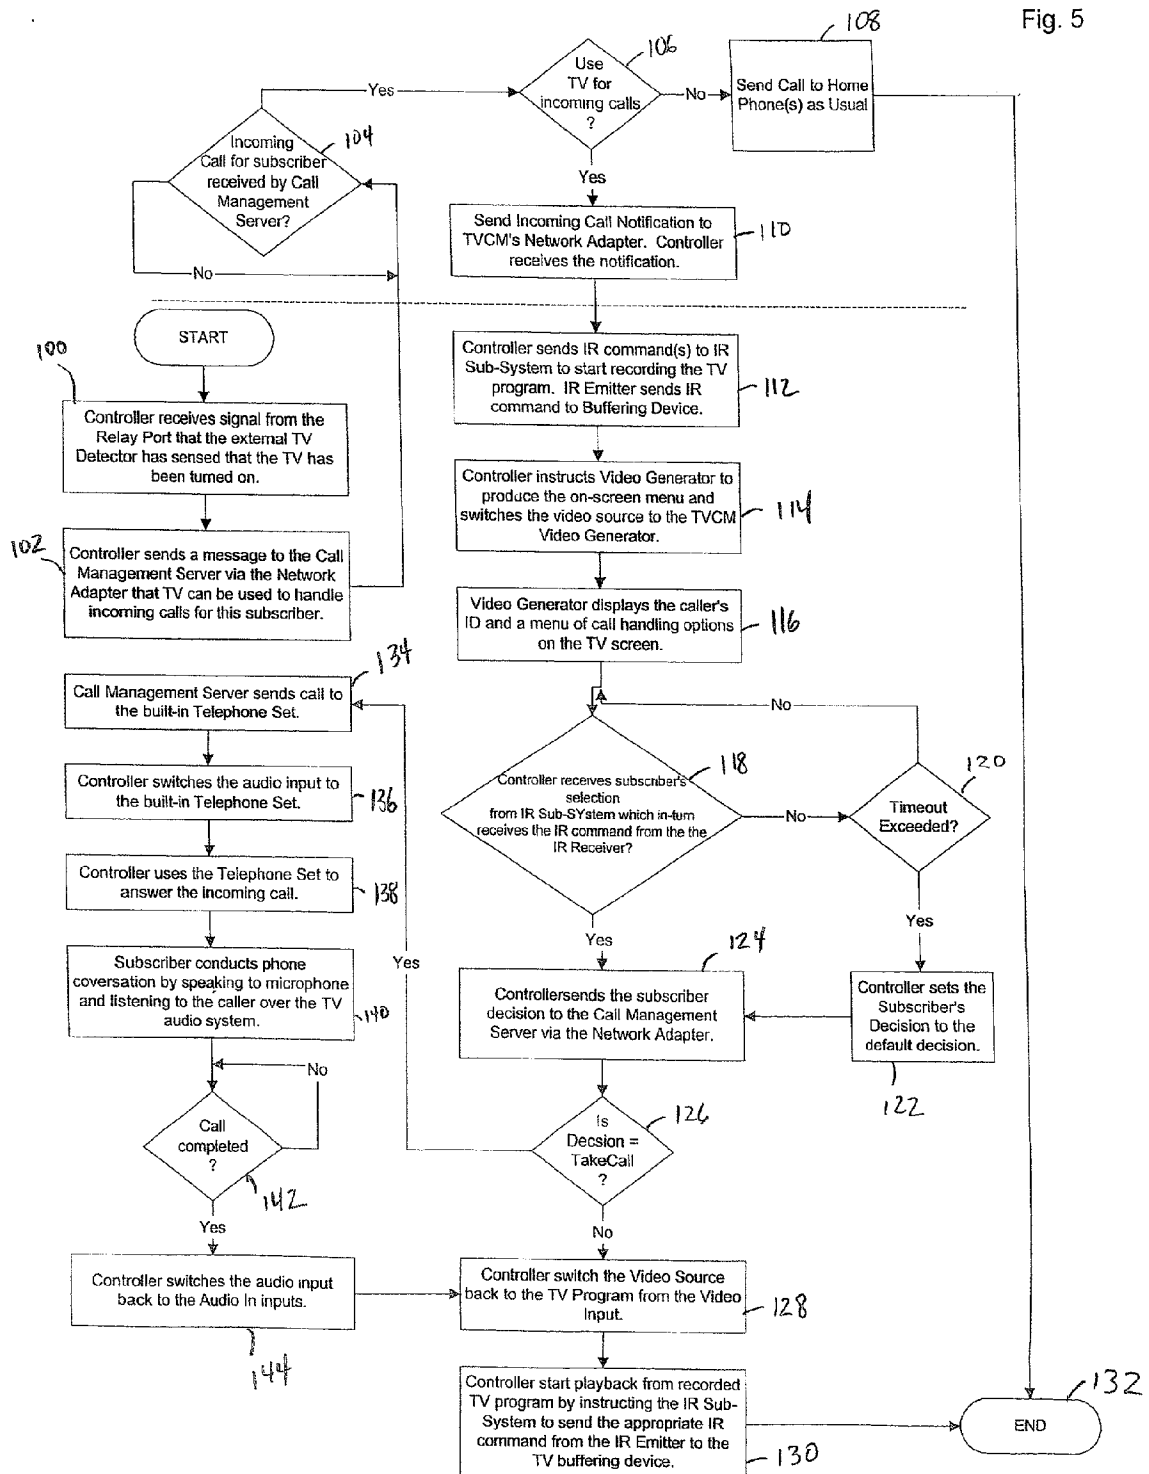 Fig. 5
108
106
Use
TV for
incoming calls
?
Yes
No
Send Call to Home
Phone(s) as Usual
104
Incoming
Call for subscriber
received by Call
Management
Server?
No
Yes
Send Incoming Call Notification to
TVCM's Network Adapter. Controller
receives the notification.
110
START
100
Controller receives signal from the
Relay Port that the external TV
Detector has sensed that the TV has
been turned on.
102
Controller sends a message to the Call
Management Server via the Network
Adapter that TV can be used to handle
incoming calls for this subscriber.
Controller sends IR command(s) to IR
Sub-System to start recording the TV
program. IR Emitter sends IR
command to Buffering Device.
112
Controller instructs Video Generator to
produce the on-screen menu and
switches the video source to the TVCM
Video Generator.
114
Video Generator displays the caller's
ID and a menu of call handling options
on the TV screen.
116
No
Controller receives subscriber's
selection
from IR Sub-SYstem which in-turn
receives the IR command from the the
IR Receiver?
118
No
120
Timeout
Exceeded?
Yes
Yes
124
Controllersends the subscriber
decision to the Call Management
Server via the Network Adapter.
Controller sets the
Subscriber's
Decision to the
default decision.
122
Is
Decsion =
TakeCall
?
126
Yes
No
134
Call Management Server sends call to
the built-in Telephone Set.
Controller switches the audio input to
the built-in Telephone Set.
136
Controller uses the Telephone Set to
answer the incoming call.
138
Subscriber conducts phone
coversation by speaking to microphone
and listening to the caller over the TV
audio system.
140
No
Call
completed
?
142
Yes
Controller switches the audio input
back to the Audio In inputs.
144
Controller switch the Video Source
back to the TV Program from the Video
Input.
128
Controller start playback from recorded
TV program by instructing the IR Sub-
System to send the appropriate IR
command from the IR Emitter to the
TV buffering device.
130
132
END